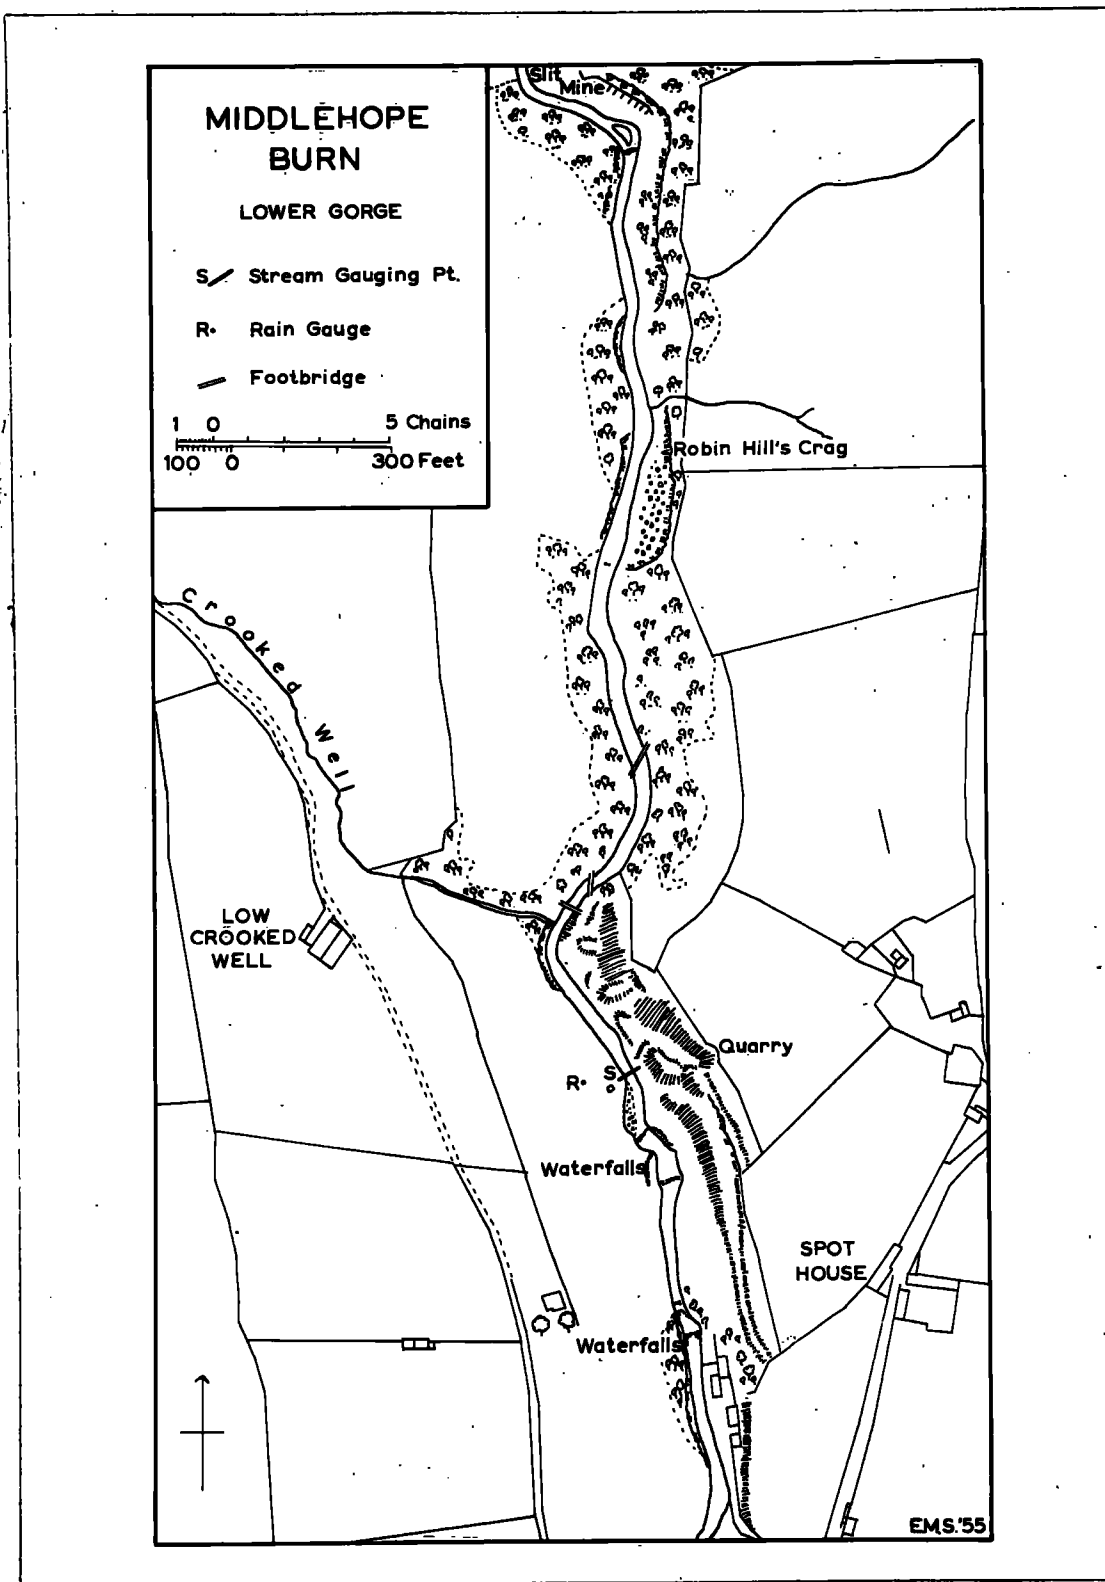 MIDDLEHOPE
BURN
LOWER GORGE
S Stream Gauging Pt.
R. Rain Gauge
Footbridge
1 0 5 Chains
100 0 300 Feet
Slit
Mine
Robin Hill's Crag
Crooked Well
LOW
CROOKED
WELL
Quarry
R. S
Waterfalls
SPOT
HOUSE
Waterfalls
E.M.S.'55